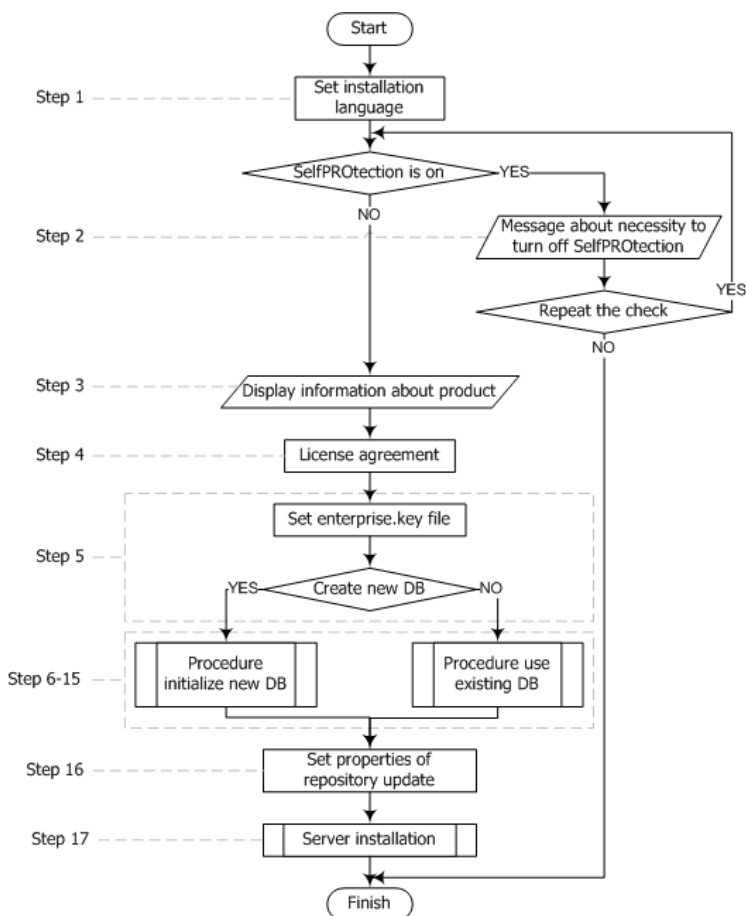 Start
Step 1
Set installation
language
SelfPROtection is on
YES
NO
Step 2
Message about necessity to
turn off SelfPROtection
YES
Repeat the check
NO
Step 3
Display information about product
Step 4
License agreement
Set enterprise.key file
Step 5
YES
Create new DB
NO
Step 6-15
Procedure
initialize new DB
Procedure use
existing DB
Step 16
Set properties of
repository update
Step 17
Server installation
Finish